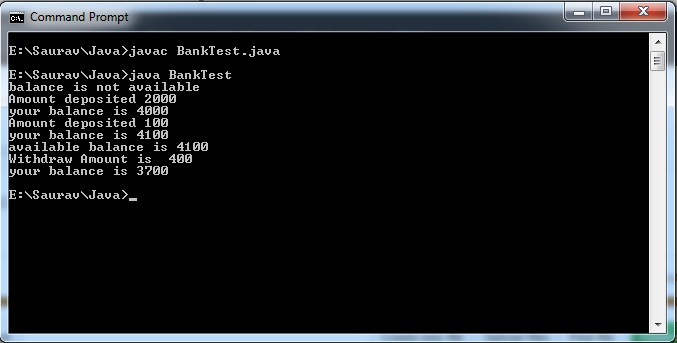 Command Prompt
E:\Saurav\Java>javac BankTest.java
E:\Saurav\Java>java BankTest
balance is not available
Amount deposited 2000
your balance is 4000
Amount deposited 100
your balance is 4100
available balance is 4100
Withdraw Amount is  400
your balance is 3700
E:\Saurav\Java>_